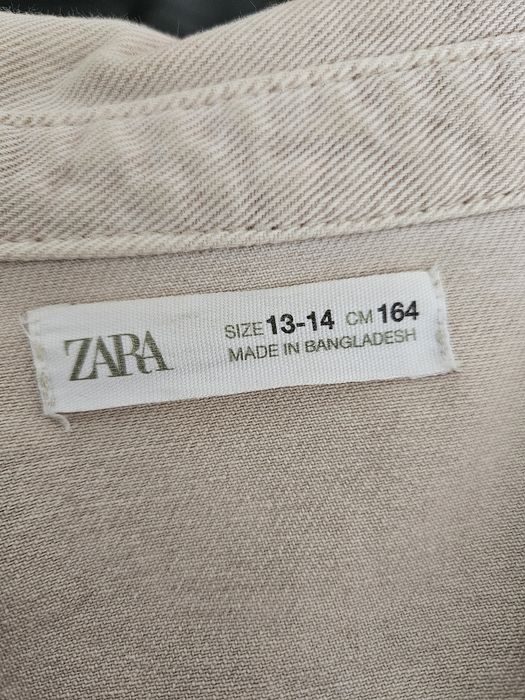 ZARA
SIZE 13-14 CM 164
MADE IN BANGLADESH